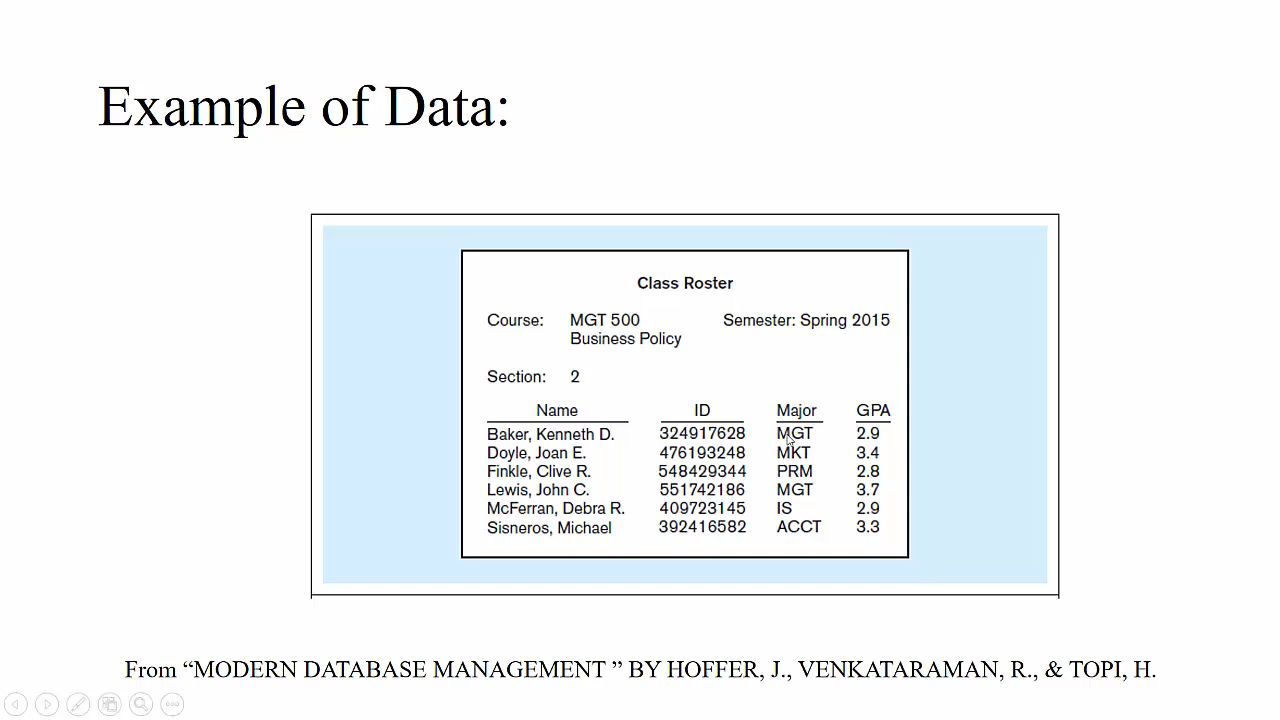 Example of Data:
Class Roster
Course: MGT 500 Semester: Spring 2015
Business Policy
Section: 2
Name ID Major GPA
Baker, Kenneth D. 324917628 MGT 2.9
Doyle, Joan E. 476193248 MKT 3.4
Finkle, Clive R. 548429344 PRM 2.8
Lewis, John C. 551742186 MGT 3.7
McFerran, Debra R. 409723145 IS 2.9
Sisneros, Michael 392416582 ACCT 3.3
From “MODERN DATABASE MANAGEMENT ” BY HOFFER, J., VENKATARAMAN, R., & TOPI, H.